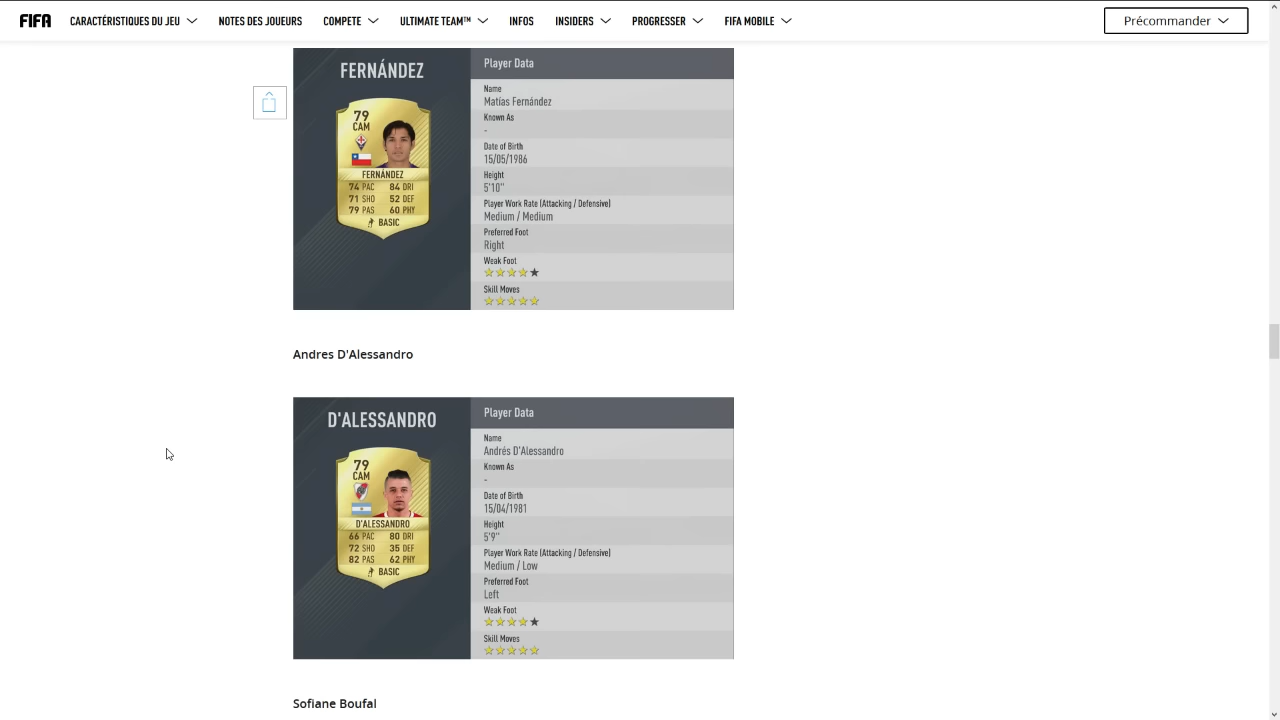 FIFA CARACTÉRISTIQUES DU JEU NOTES DES JOUEURS COMPETE ULTIMATE TEAM™ INFOS INSIDERS PROGRESSER FIFA MOBILE Précommander
FERNÁNDEZ
79
CAM
FERNÁNDEZ
74 PAC 84 DRI
71 SHO 52 DEF
79 PAS 60 PHY
BASIC
Player Data
Name
Matías Fernández
Known As
-
Date of Birth
15/05/1986
Height
5'10"
Player Work Rate (Attacking / Defensive)
Medium / Medium
Preferred Foot
Right
Weak Foot
Skill Moves
Andres D'Alessandro
D'ALESSANDRO
79
CAM
D'ALESSANDRO
66 PAC 80 DRI
72 SHO 35 DEF
82 PAS 62 PHY
BASIC
Player Data
Name
Andrés D'Alessandro
Known As
-
Date of Birth
15/04/1981
Height
5'9"
Player Work Rate (Attacking / Defensive)
Medium / Low
Preferred Foot
Left
Weak Foot
Skill Moves
Sofiane Boufal